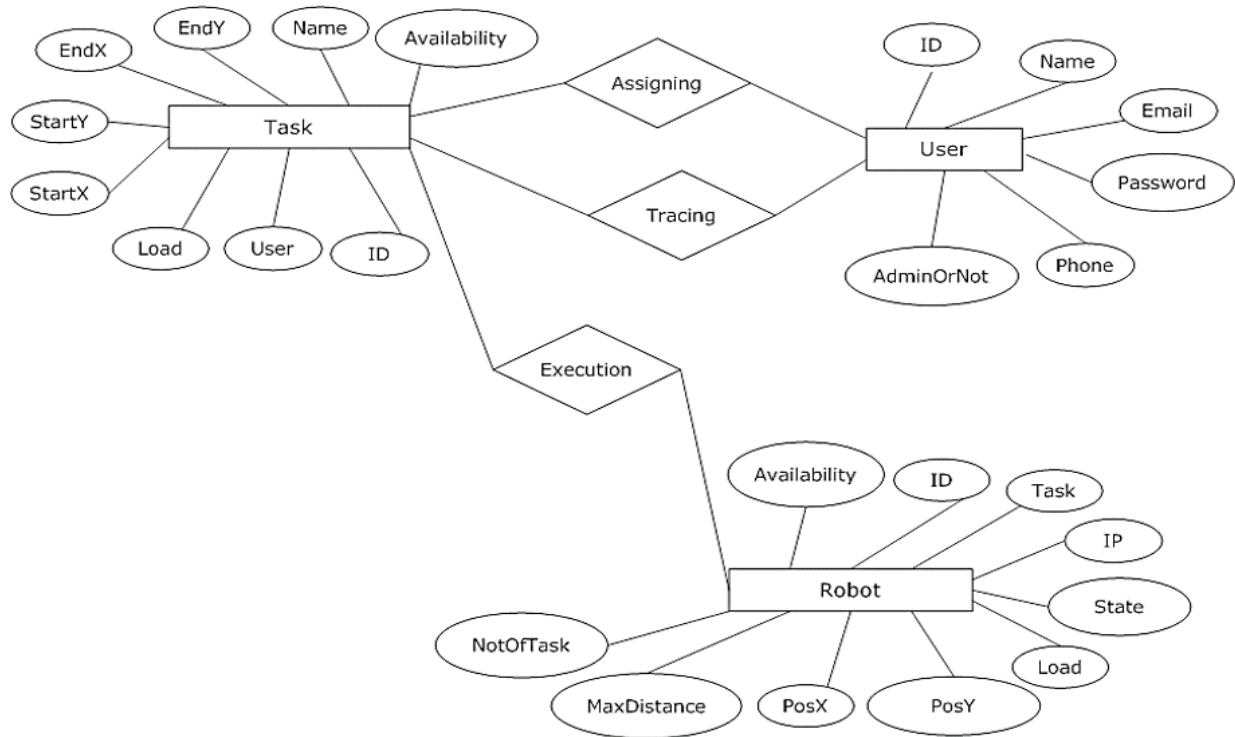 EndY
Name
Availability
ID
EndX
Assigning
Name
StartY
Task
Email
User
StartX
Password
Tracing
Load
User
ID
AdminOrNot
Phone
Execution
Availability
ID
Task
IP
Robot
State
NotOfTask
Load
MaxDistance
PosX
PosY